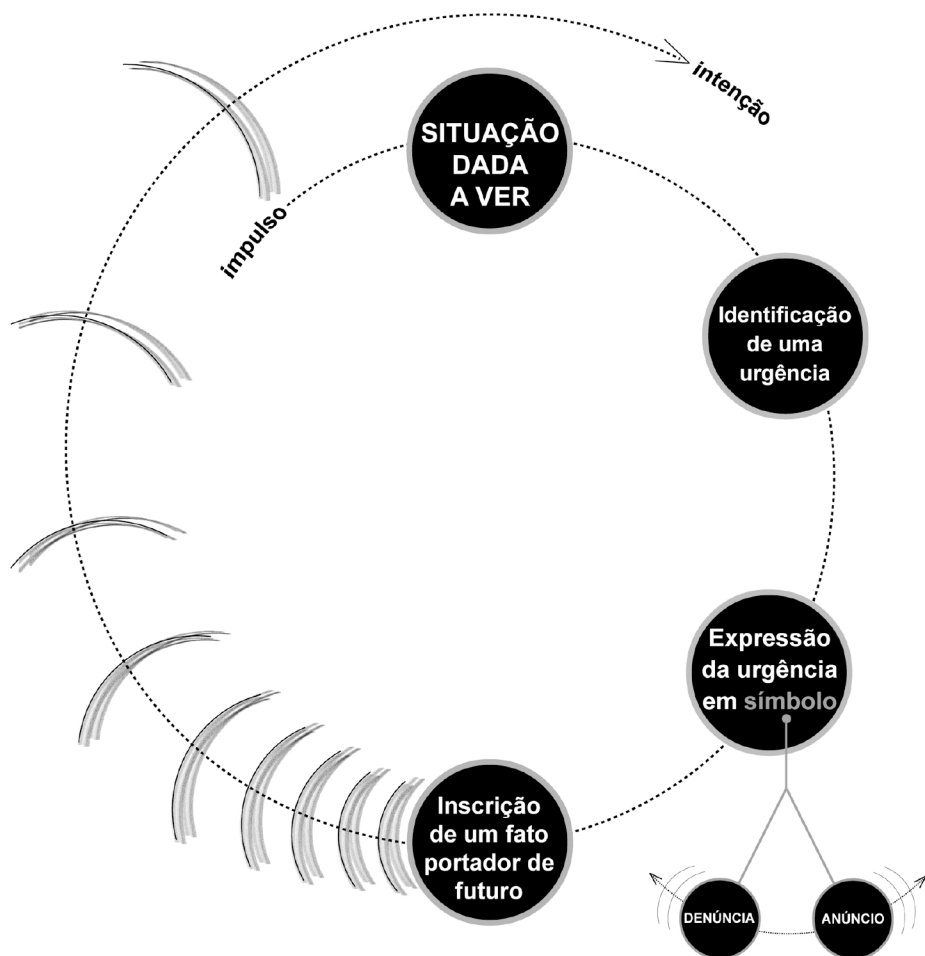 intenção
SITUAÇÃO
DADA
A VER
impulso
Identificação
de uma
urgência
Expressão
da urgência
em símbolo
Inscrição
de um fato
portador de
futuro
DENÚNCIA
ANÚNCIO